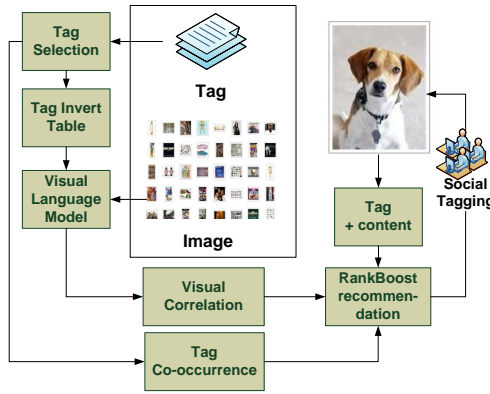 Tag
Selection
Tag
Tag Invert
Table
Visual
Language
Model
Image
Social
Tagging
Tag
+ content
Visual
Correlation
RankBoost
recommen-
dation
Tag
Co-occurrence